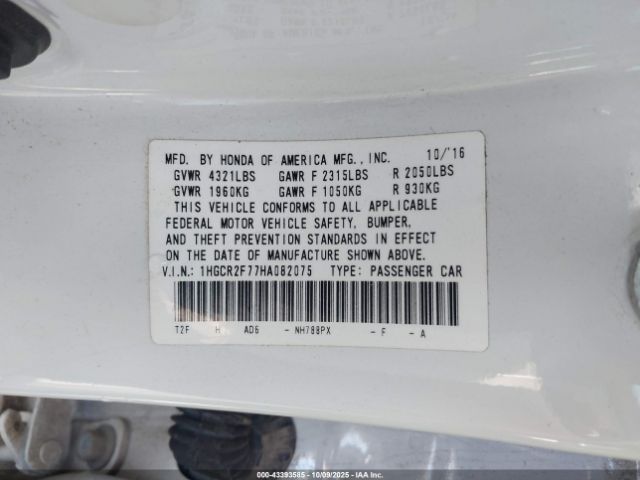 MFD. BY HONDA OF AMERICA MFG., INC. 10/'16
GVWR 4321LBS GAWR F 2315LBS R 2050LBS
GVWR 1960KG GAWR F 1050KG R 930KG
THIS VEHICLE CONFORMS TO ALL APPLICABLE
FEDERAL MOTOR VEHICLE SAFETY, BUMPER,
AND THEFT PREVENTION STANDARDS IN EFFECT
ON THE DATE OF MANUFACTURE SHOWN ABOVE.
V.I.N.: 1HGCR2F77HA082075 TYPE: PASSENGER CAR
T2F H AD6 - NH788PX - F - A
000-43393585 - 10/09/2025 - IAAI.com